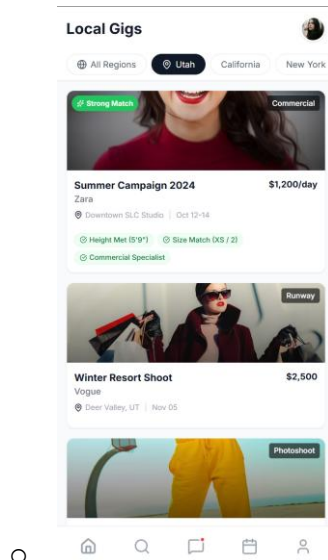 Local Gigs
All Regions Utah California New York
Strong Match Commercial
Summer Campaign 2024 $1,200/day
Zara
Downtown SLC Studio | Oct 12-14
Height Met (5'9") Size Match (XS / 2)
Commercial Specialist
Runway
Winter Resort Shoot $2,500
Vogue
Deer Valley, UT | Nov 05
Photoshoot